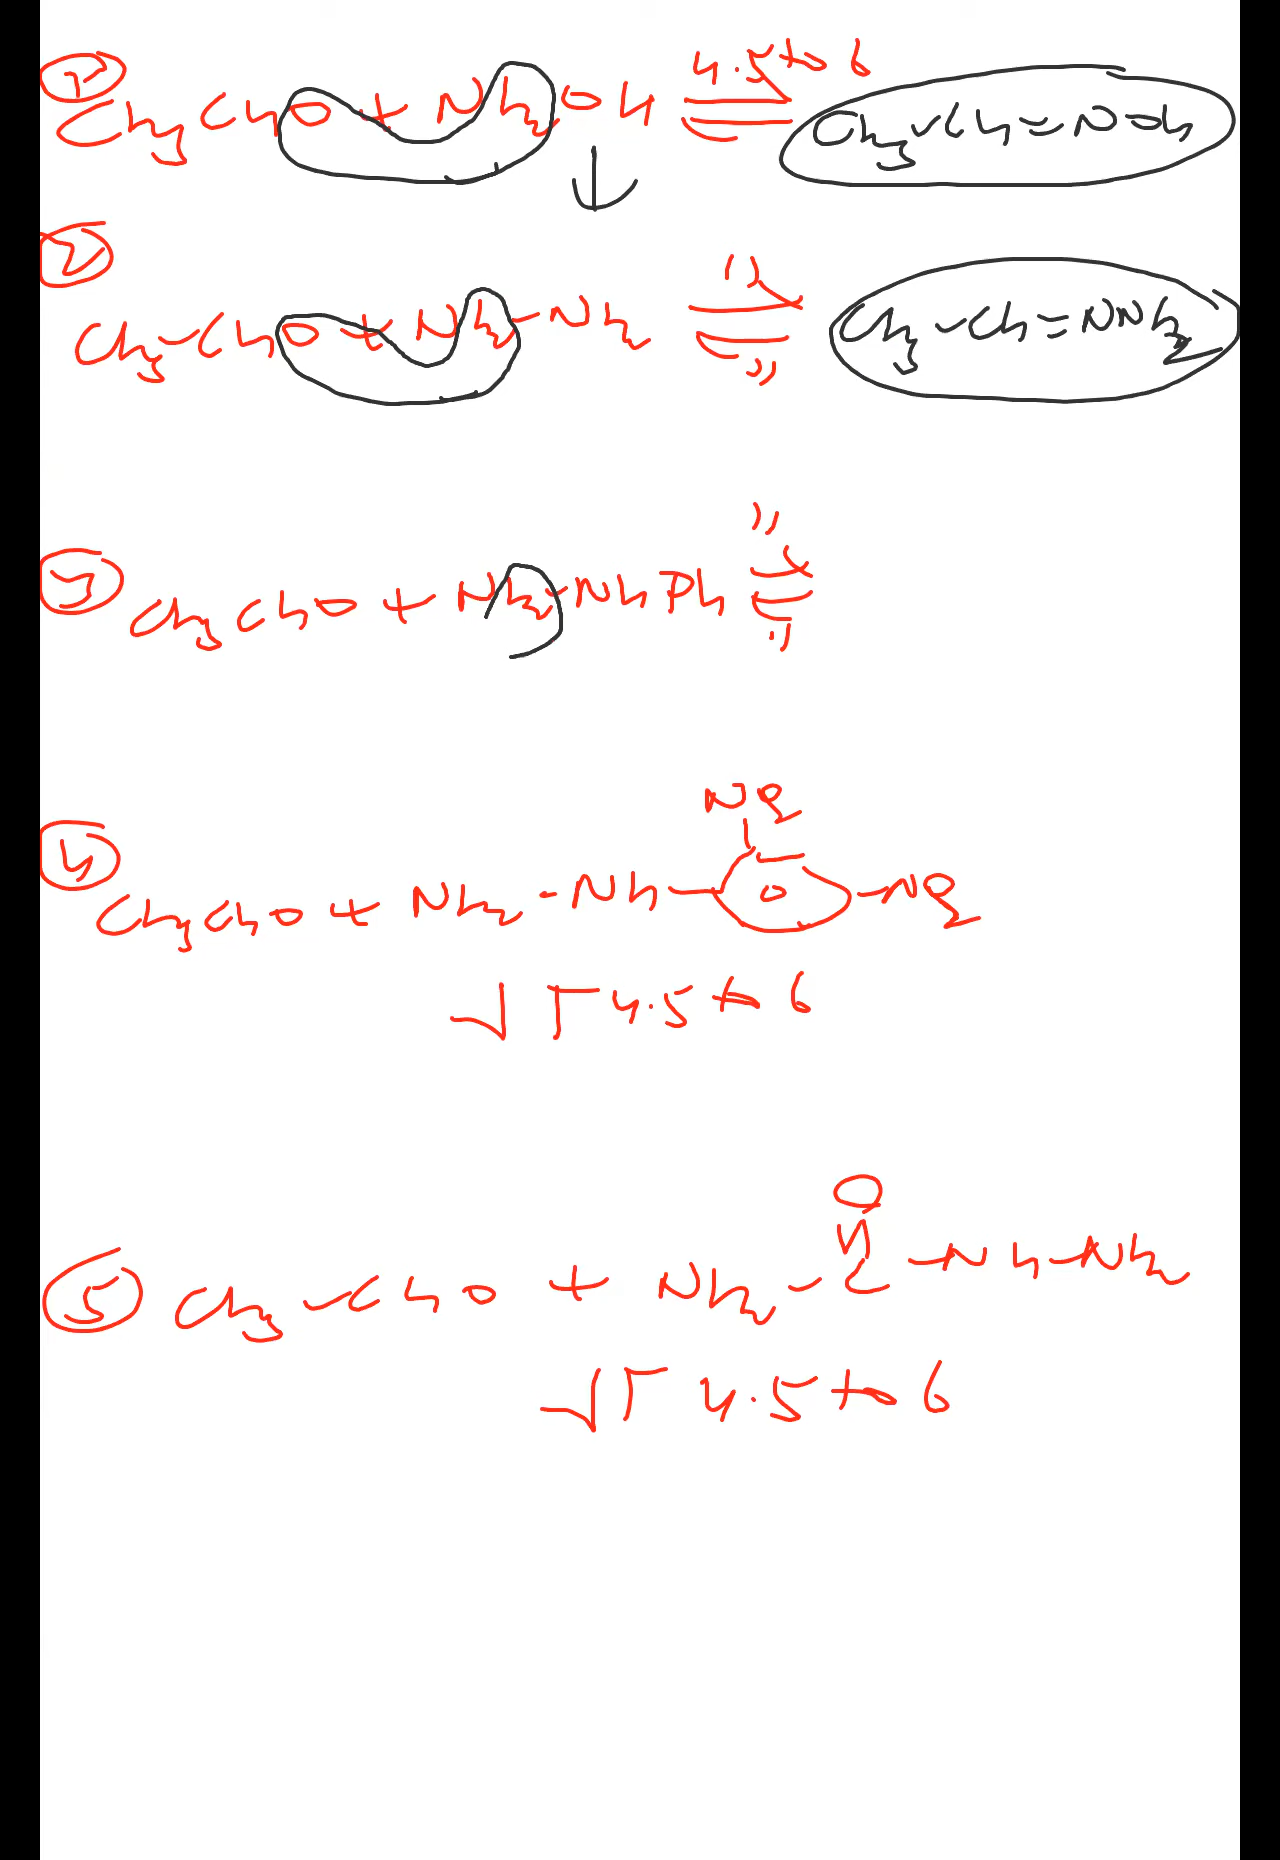 ① 4.5 to 6
CH3CHO + NH2OH ⇌ CH3-CH=NOH
②
CH3-CHO + NH2-NH2 ⇌ CH3-CH=NNH2
"
"
③ CH3CHO + NH2-NHPh ⇌
"
NO2
④
CH3CHO + NH2-NH-⌬-NO2
4.5 to 6
O
⑤ CH3-CHO + NH2-C-NH-NH2
4.5 to 6